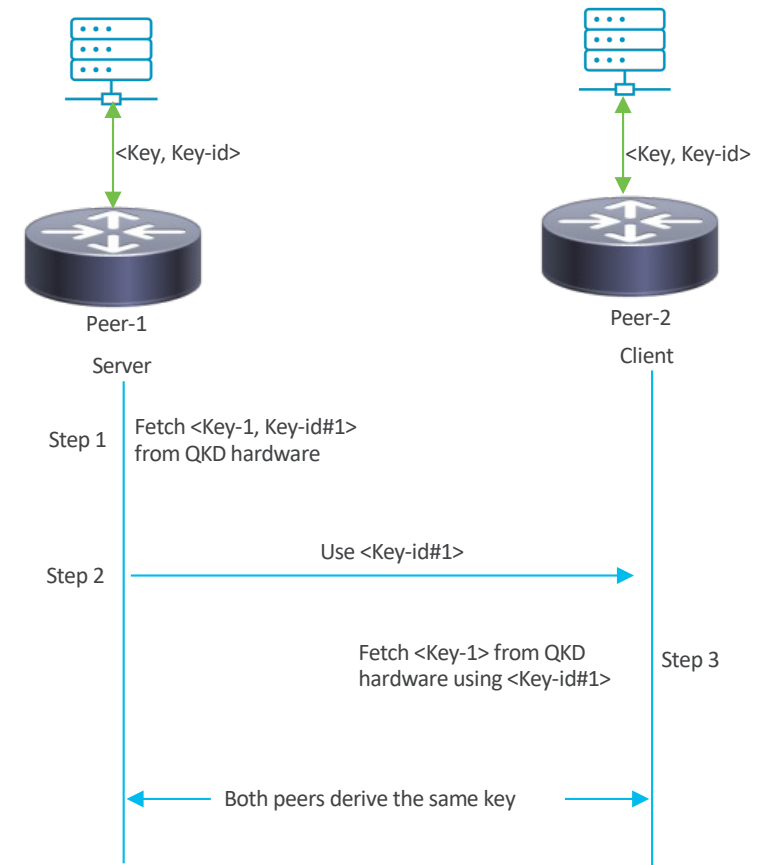 <Key, Key-id>
<Key, Key-id>
Peer-1
Peer-2
Server
Client
Step 1
Fetch <Key-1, Key-id#1>
from QKD hardware
Use <Key-id#1>
Step 2
Fetch <Key-1> from QKD
hardware using <Key-id#1>
Step 3
Both peers derive the same key